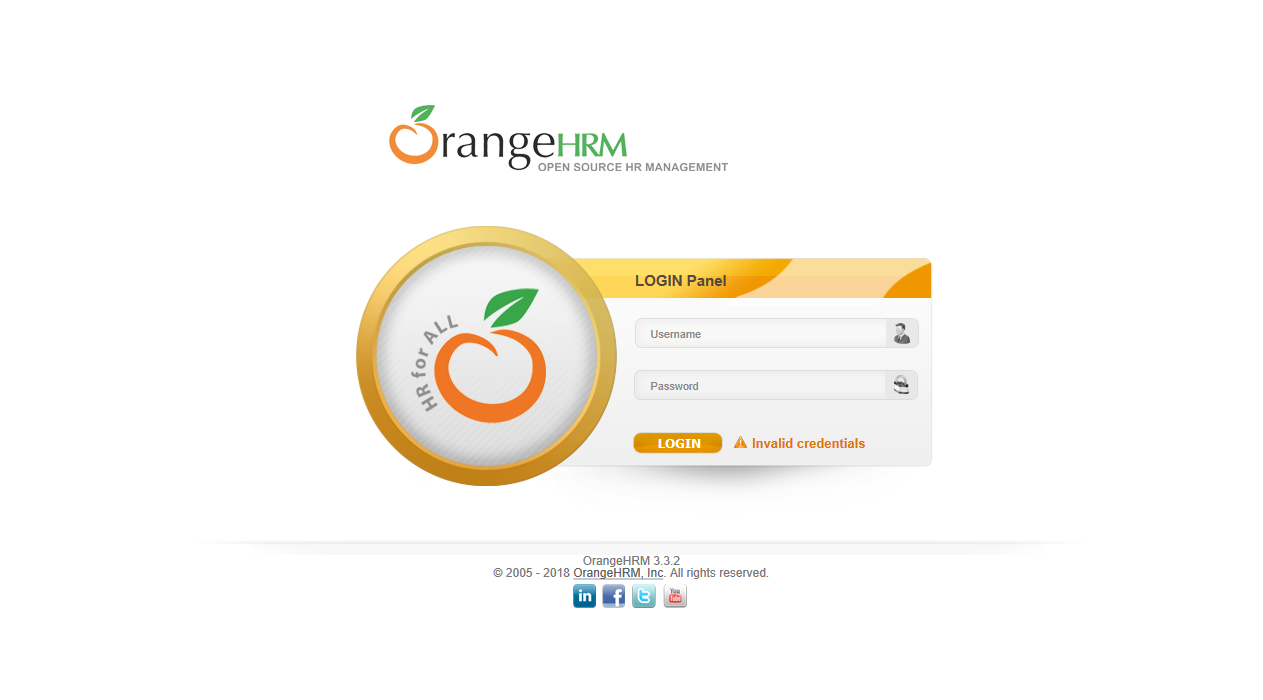 OrangeHRM
OPEN SOURCE HR MANAGEMENT
HR for ALL
LOGIN Panel
Username
Password
LOGIN Invalid credentials
OrangeHRM 3.3.2
© 2005 - 2018 OrangeHRM, Inc. All rights reserved.
in f t You Tube